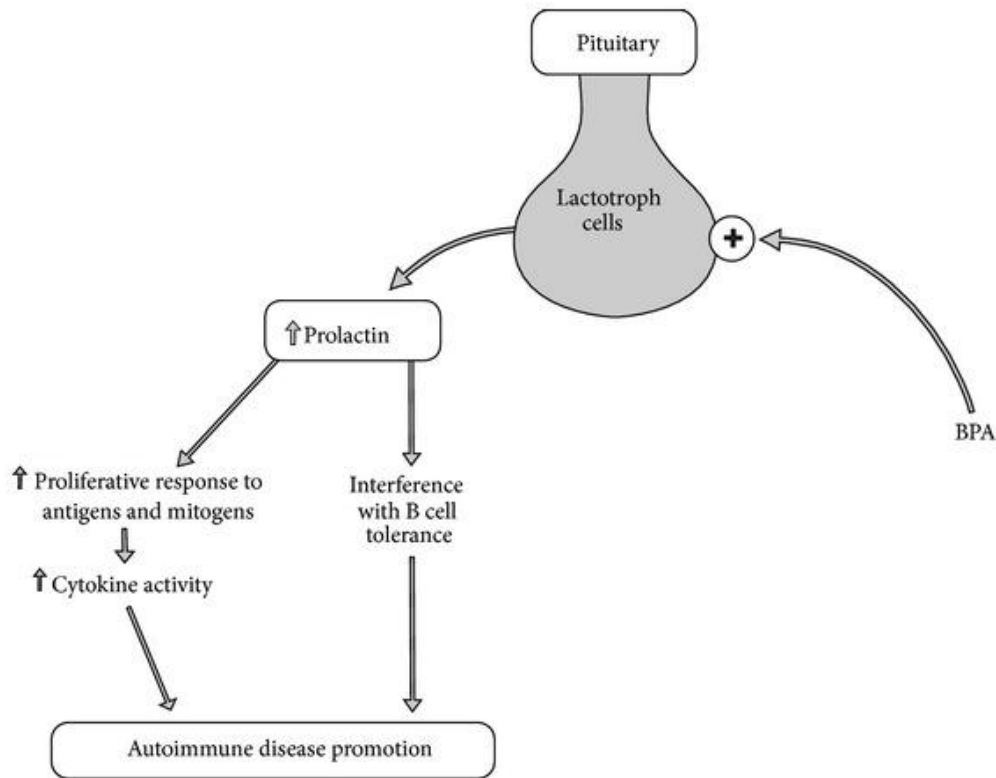 Pituitary
Lactotroph
cells
+
BPA
⇧ Prolactin
⇧ Proliferative response to
antigens and mitogens
⇧ Cytokine activity
Interference
with B cell
tolerance
Autoimmune disease promotion